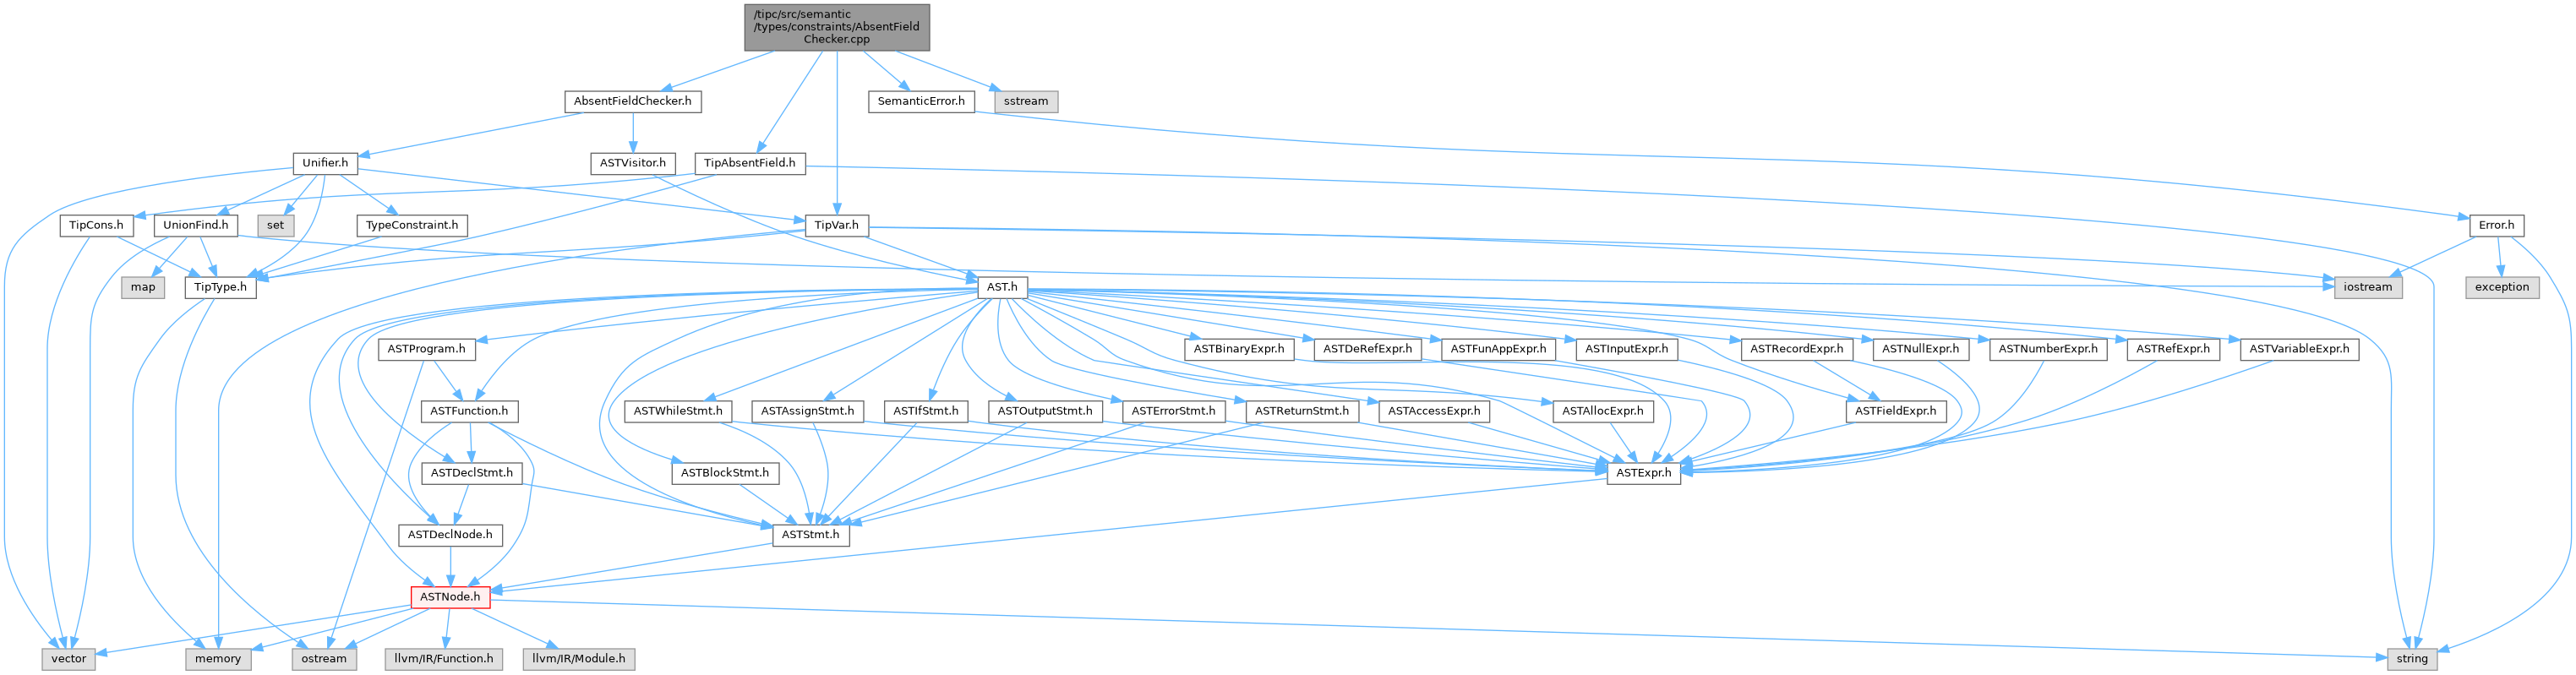 /tipc/src/semantic
/types/constraints/AbsentField
Checker.cpp
AbsentFieldChecker.h
SemanticError.h
sstream
Unifier.h
ASTVisitor.h
TipAbsentField.h
TipCons.h
UnionFind.h
set
TypeConstraint.h
TipVar.h
Error.h
map
TipType.h
AST.h
iostream
exception
ASTProgram.h
ASTBinaryExpr.h
ASTDeRefExpr.h
ASTFunAppExpr.h
ASTInputExpr.h
ASTRecordExpr.h
ASTNullExpr.h
ASTNumberExpr.h
ASTRefExpr.h
ASTVariableExpr.h
ASTFunction.h
ASTWhileStmt.h
ASTAssignStmt.h
ASTIfStmt.h
ASTOutputStmt.h
ASTErrorStmt.h
ASTReturnStmt.h
ASTAccessExpr.h
ASTAllocExpr.h
ASTFieldExpr.h
ASTDeclStmt.h
ASTBlockStmt.h
ASTExpr.h
ASTDeclNode.h
ASTStmt.h
ASTNode.h
vector
memory
ostream
llvm/IR/Function.h
llvm/IR/Module.h
string